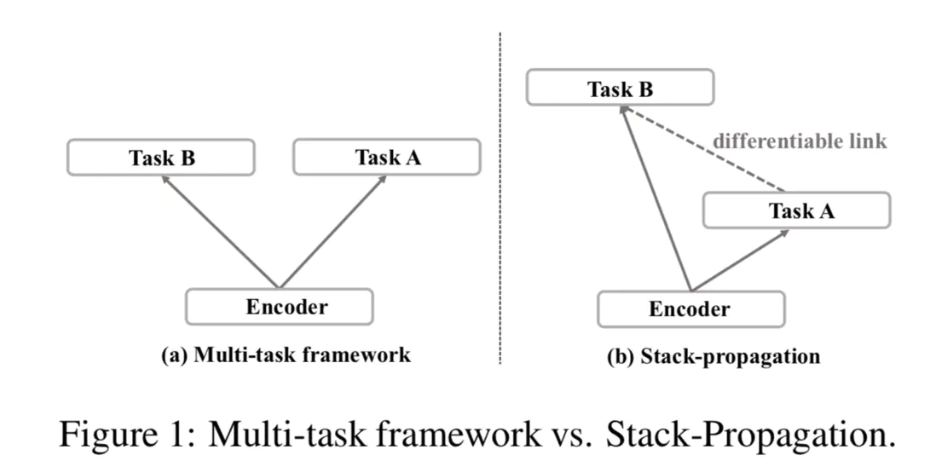 Task B
Task A
Encoder
(a) Multi-task framework
Task B
differentiable link
Task A
Encoder
(b) Stack-propagation
Figure 1: Multi-task framework vs. Stack-Propagation.